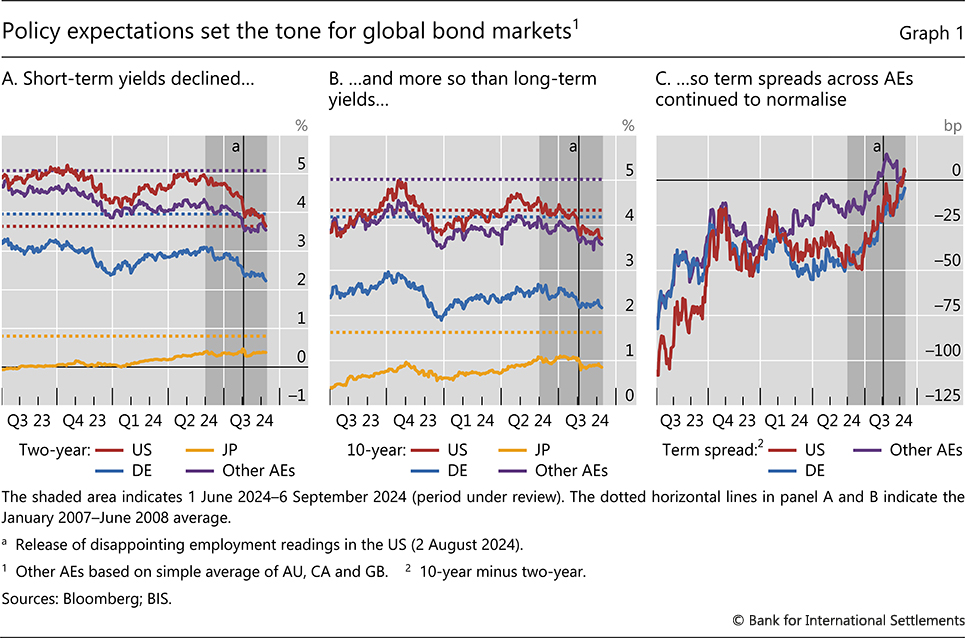 Policy expectations set the tone for global bond markets¹
Graph 1
A. Short-term yields declined…
B. …and more so than long-term
yields…
C. …so term spreads across AEs
continued to normalise
%
a
5
4
3
2
1
0
–1
Q3 23
Q4 23
Q1 24
Q2 24
Q3 24
Two-year:
US
JP
DE
Other AEs
%
a
5
4
3
2
1
0
Q3 23
Q4 23
Q1 24
Q2 24
Q3 24
10-year:
US
JP
DE
Other AEs
bp
a
0
–25
–50
–75
–100
–125
Q3 23
Q4 23
Q1 24
Q2 24
Q3 24
Term spread:²
US
Other AEs
DE
The shaded area indicates 1 June 2024–6 September 2024 (period under review). The dotted horizontal lines in panel A and B indicate the
January 2007–June 2008 average.
ᵃ Release of disappointing employment readings in the US (2 August 2024).
¹ Other AEs based on simple average of AU, CA and GB. ² 10-year minus two-year.
Sources: Bloomberg; BIS.
© Bank for International Settlements